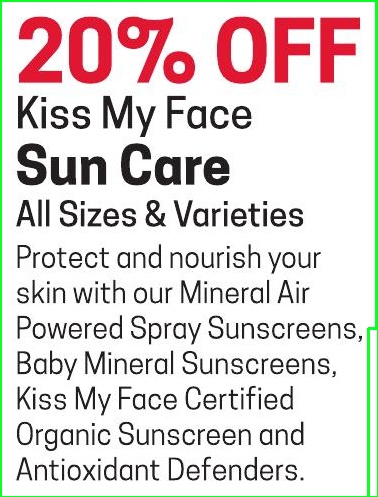 20% OFF
Kiss My Face
Sun Care
All Sizes & Varieties
Protect and nourish your
skin with our Mineral Air
Powered Spray Sunscreens,
Baby Mineral Sunscreens,
Kiss My Face Certified
Organic Sunscreen and
Antioxidant Defenders.